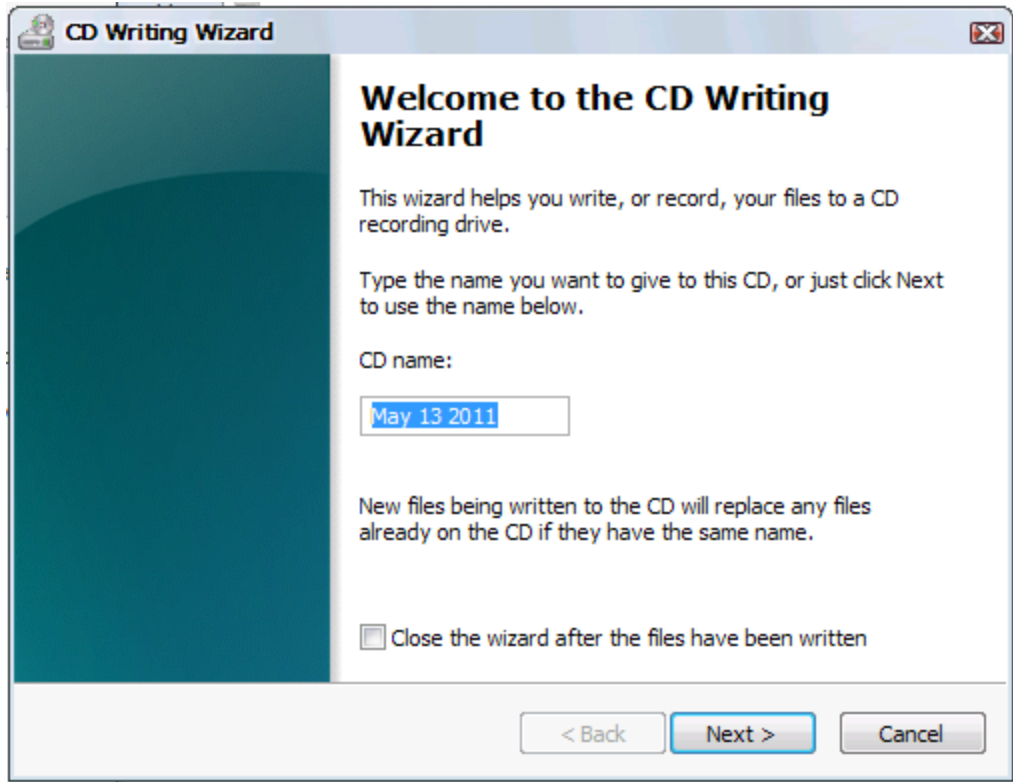 CD Writing Wizard
Welcome to the CD Writing
Wizard
This wizard helps you write, or record, your files to a CD
recording drive.
Type the name you want to give to this CD, or just click Next
to use the name below.
CD name:
May 13 2011
New files being written to the CD will replace any files
already on the CD if they have the same name.
Close the wizard after the files have been written
< Back Next > Cancel